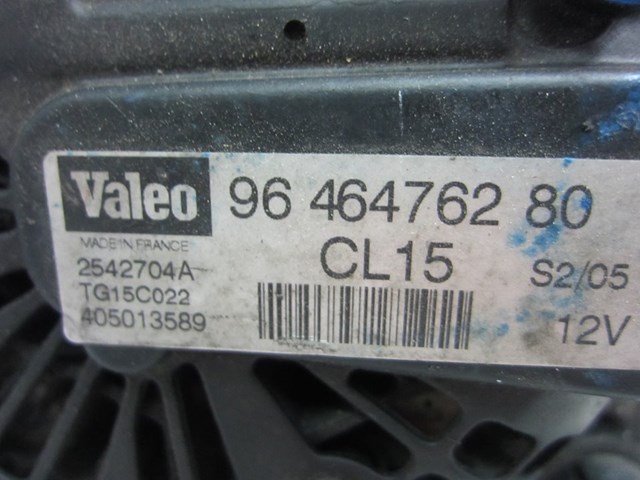 Valeo 96 464762 80
MADE IN FRANCE
CL15 S2/05
2542704A
TG15C022
405013589 12V